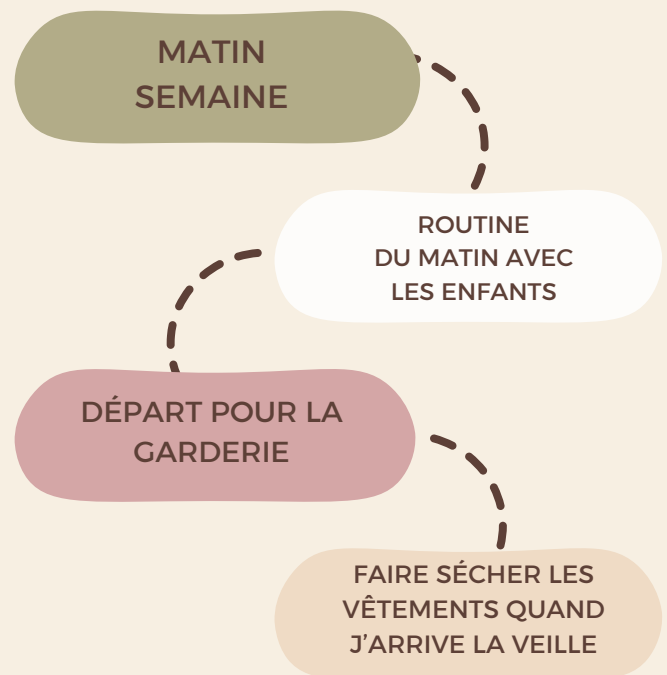 MATIN
SEMAINE
ROUTINE
DU MATIN AVEC
LES ENFANTS
DÉPART POUR LA
GARDERIE
FAIRE SÉCHER LES
VÊTEMENTS QUAND
J’ARRIVE LA VEILLE